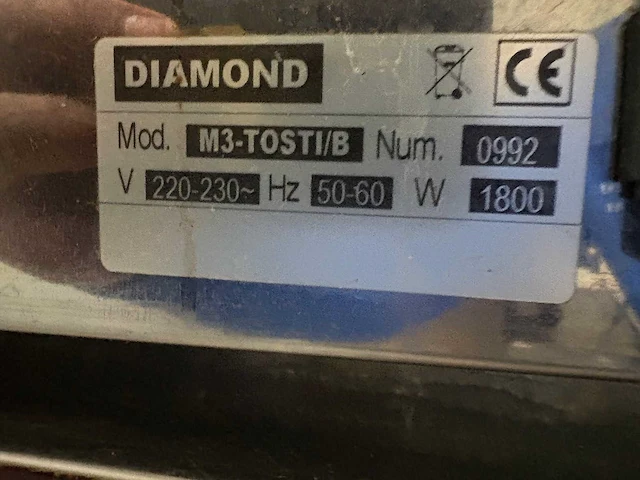 DIAMOND
CE
Mod. M3-TOSTI/B Num. 0992
V 220-230~ Hz 50-60 W 1800